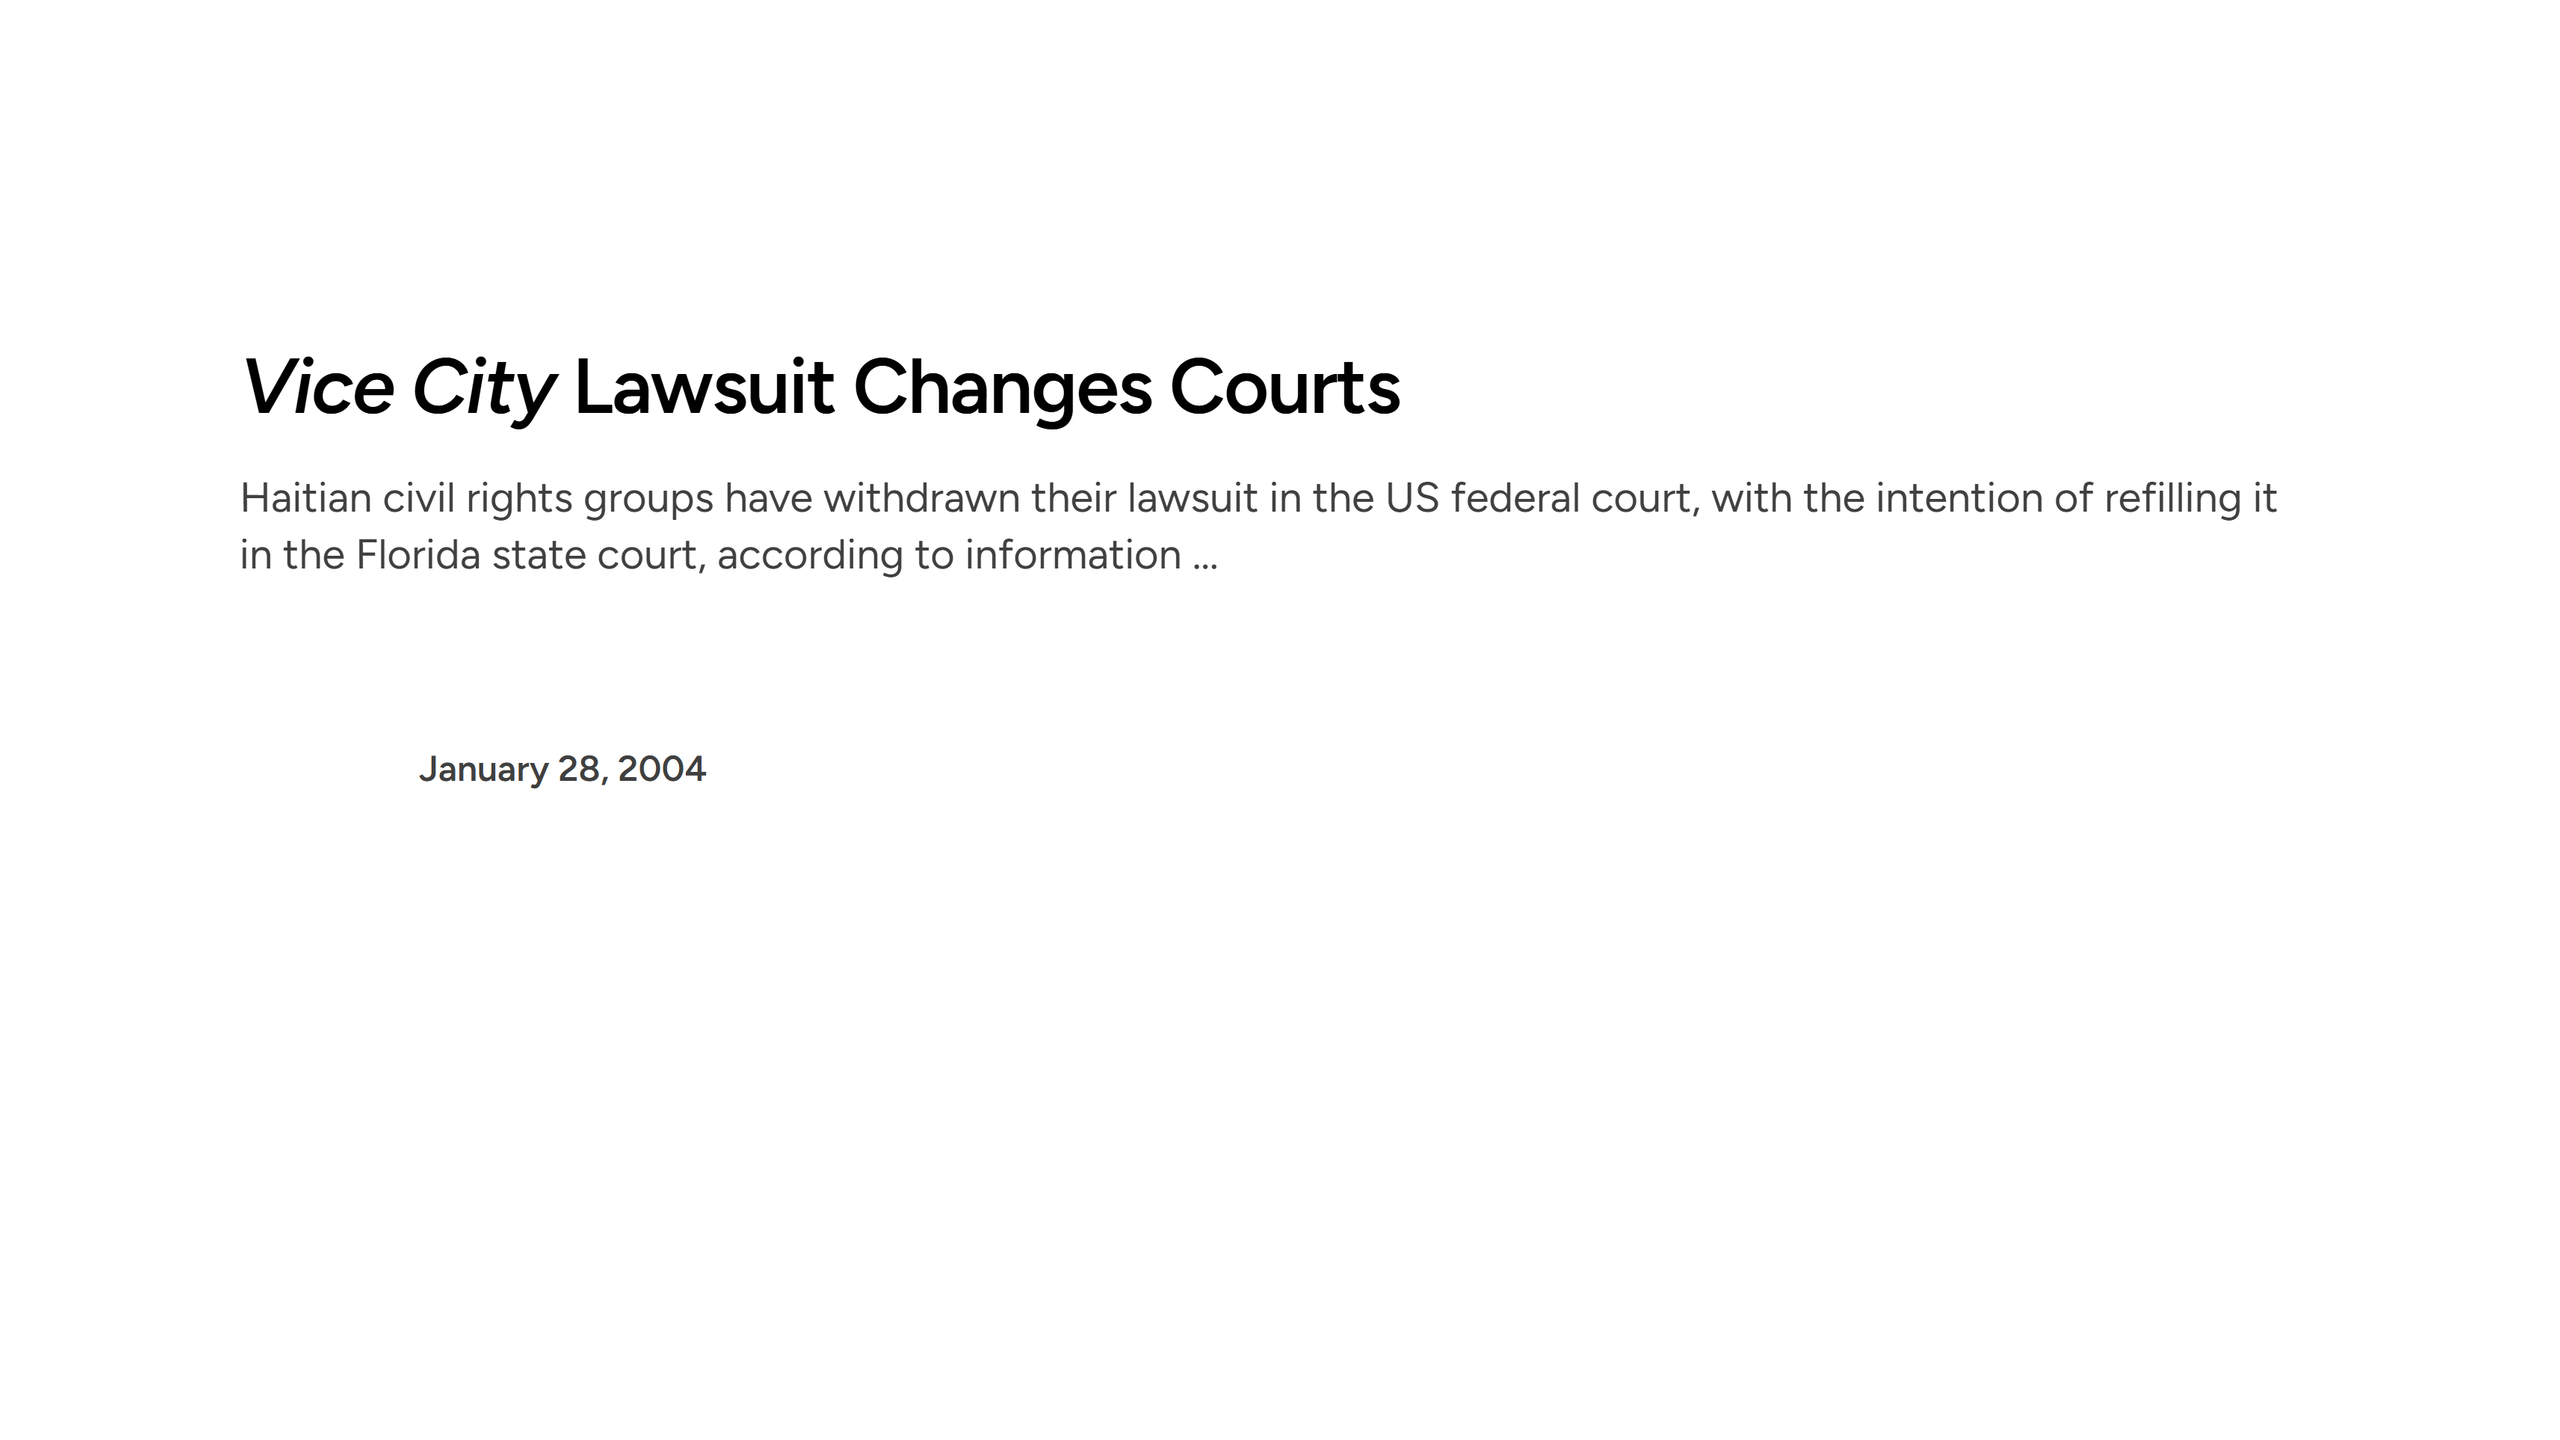 Vice City Lawsuit Changes Courts
Haitian civil rights groups have withdrawn their lawsuit in the US federal court, with the intention of refilling it
in the Florida state court, according to information ...
January 28, 2004